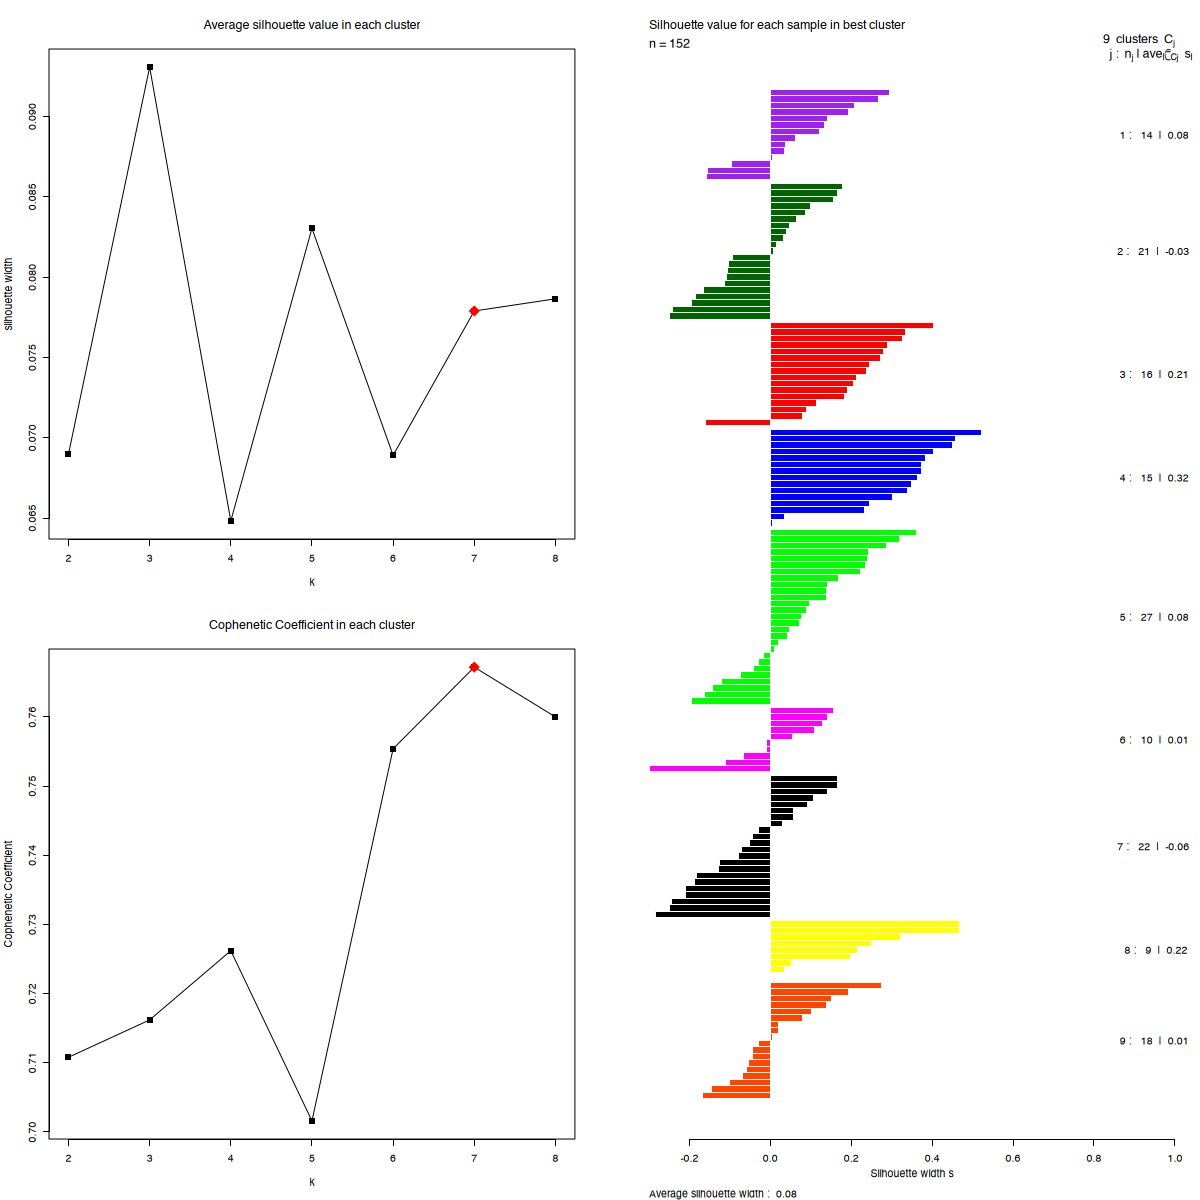 Average silhouette value in each cluster
silhouette width
0.090
0.085
0.080
0.075
0.070
0.065
2 3 4 5 6 7 8
k
Cophenetic Coefficient in each cluster
Cophenetic Coefficient
0.76
0.75
0.74
0.73
0.72
0.71
0.70
2 3 4 5 6 7 8
k
Silhouette value for each sample in best cluster
n = 152
9 clusters Cj
j : nj | ave
1 : 14 | 0.08
2 : 21 | -0.03
3 : 16 | 0.21
4 : 15 | 0.32
5 : 27 | 0.08
6 : 10 | 0.01
7 : 22 | -0.06
8 : 9 | 0.22
9 : 18 | 0.01
-0.2 0.0 0.2 0.4 0.6 0.8 1.0
Silhouette width s
Average silhouette width : 0.08